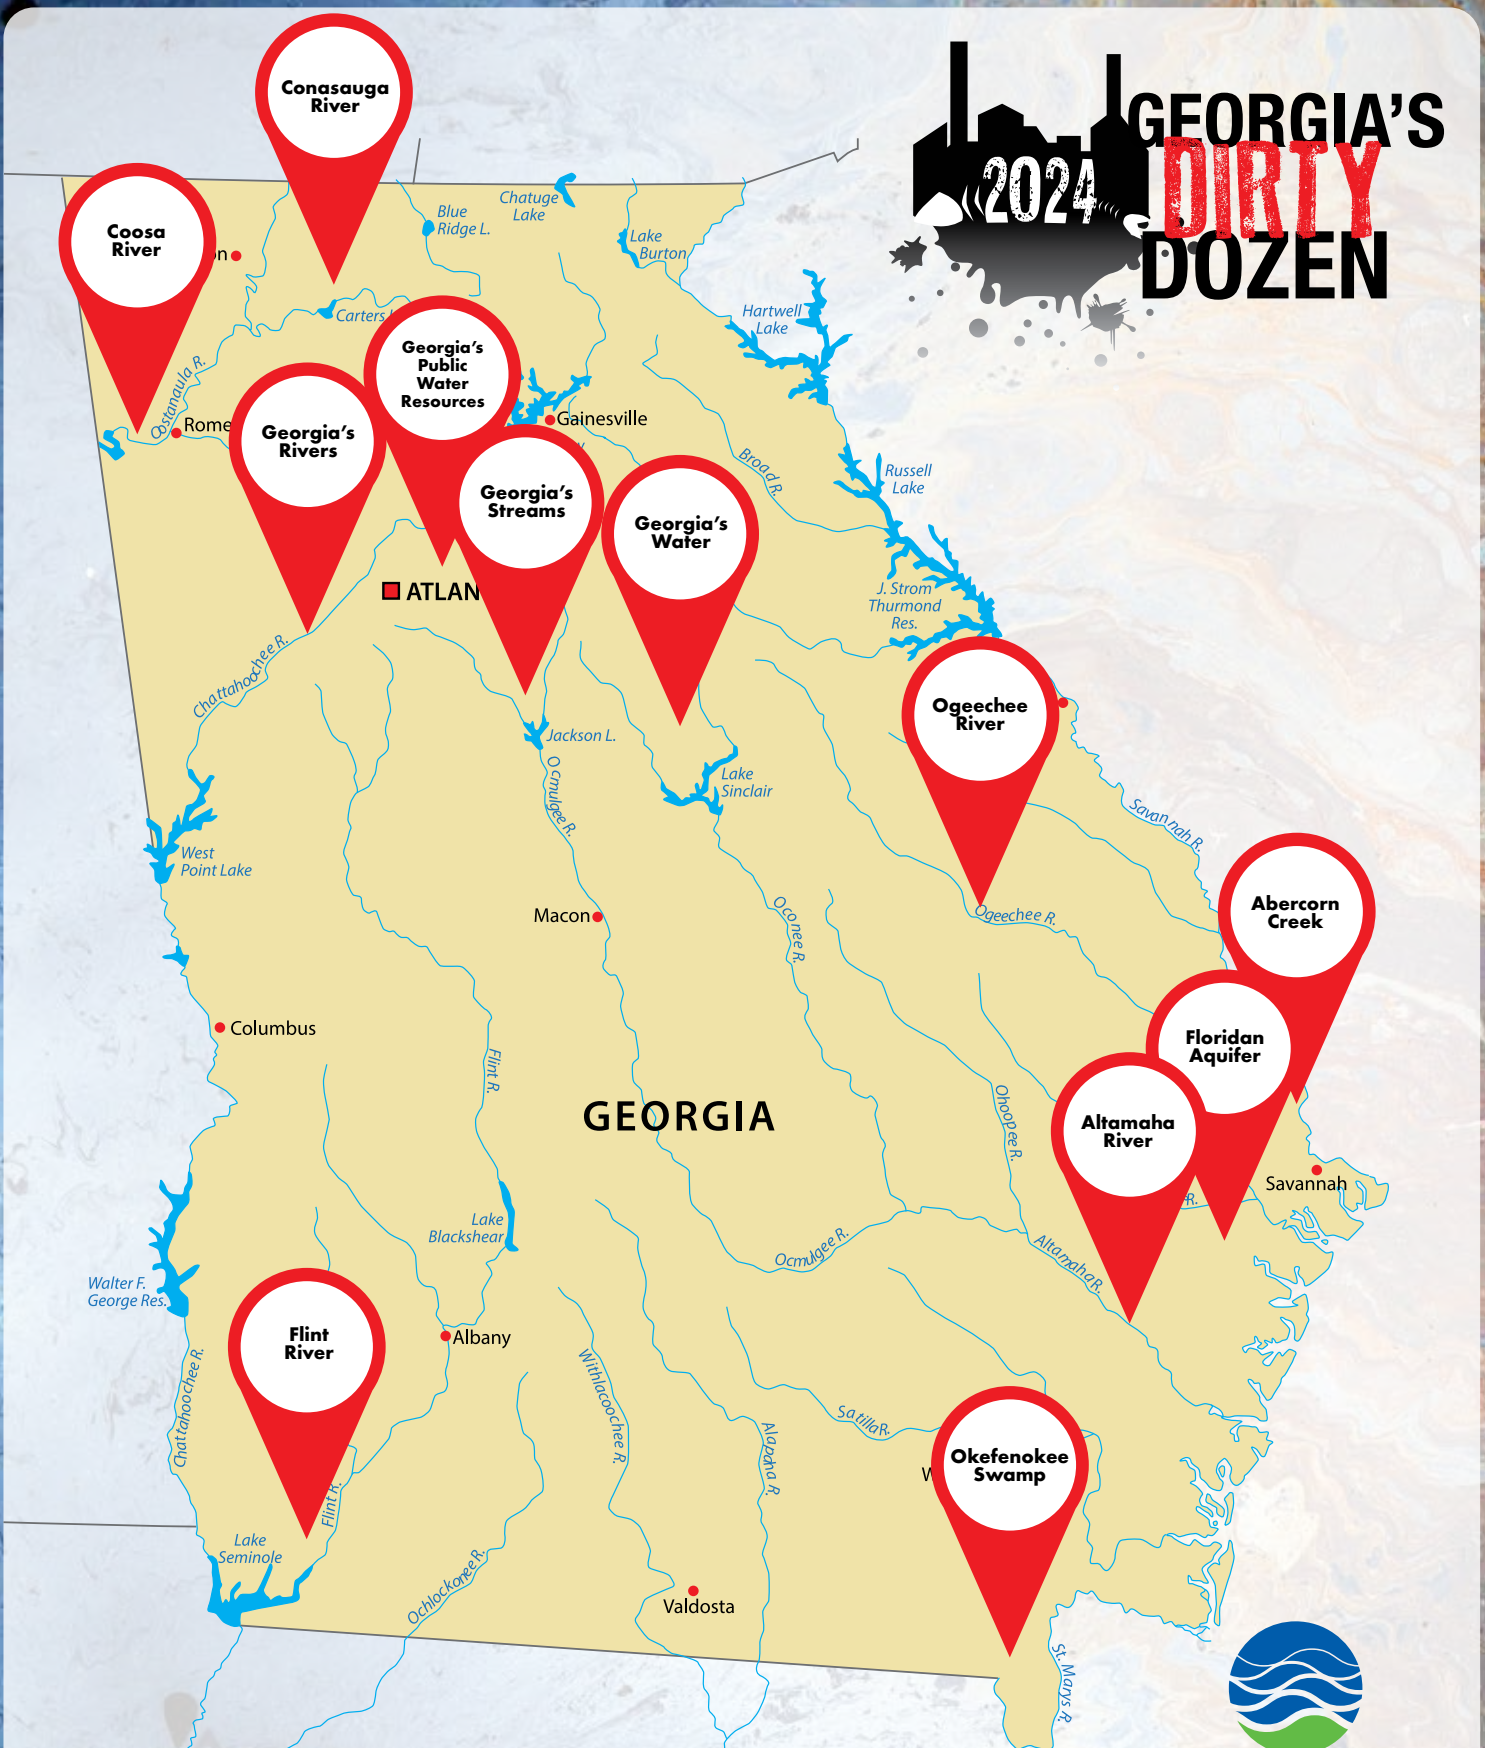 Conasauga
River
GEORGIA'S
2024
DIRTY
DOZEN
Coosa
River
Blue
Ridge L.
Chatuge
Lake
Lake
Burton
Carters
Hartwell
Lake
Oostanaula R.
Rome
Georgia's
Public
Water
Resources
Gainesville
Georgia's
Rivers
Georgia's
Streams
Georgia's
Water
Broad R.
Russell
Lake
J. Strom
Thurmond
Res.
ATLAN
Chattahoochee R.
Ogeechee
River
Jackson L.
Ocmulgee R.
Lake
Sinclair
Savannah R.
West
Point Lake
Macon
Oconee R.
Ogeechee R.
Abercorn
Creek
Columbus
Flint R.
Floridan
Aquifer
GEORGIA
Ohoopee R.
Altamaha
River
Savannah
R.
Lake
Blackshear
Ocmulgee R.
Altamaha R.
Walter F.
George Res.
Flint
River
Albany
Chattahoochee R.
Withlacoochee R.
Alapaha R.
Satilla R.
Okefenokee
Swamp
W
Flint R.
Lake
Seminole
Ochlockonee R.
Valdosta
St. Marys R.